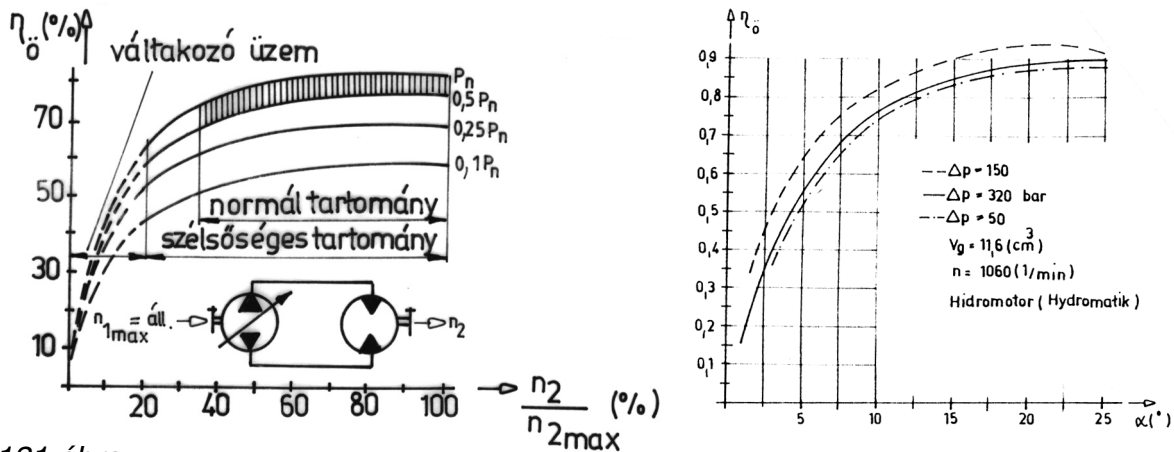 ηö (%)
váltakozó üzem
70
50
30
10
Pn
0,5 Pn
0,25 Pn
0,1 Pn
normál tartomány
szélsőséges tartomány
n1max = áll.
n2
20 40 60 80 100
n2 / n2max (%)
ηö
0,9
0,8
0,7
0,6
0,5
0,4
0,3
0,2
0,1
Δp = 150
Δp = 320 bar
Δp = 50
Vg = 11,6 (cm³)
n = 1060 (1/min)
Hidromotor (Hydromatik)
5 10 15 20 25
α(°)